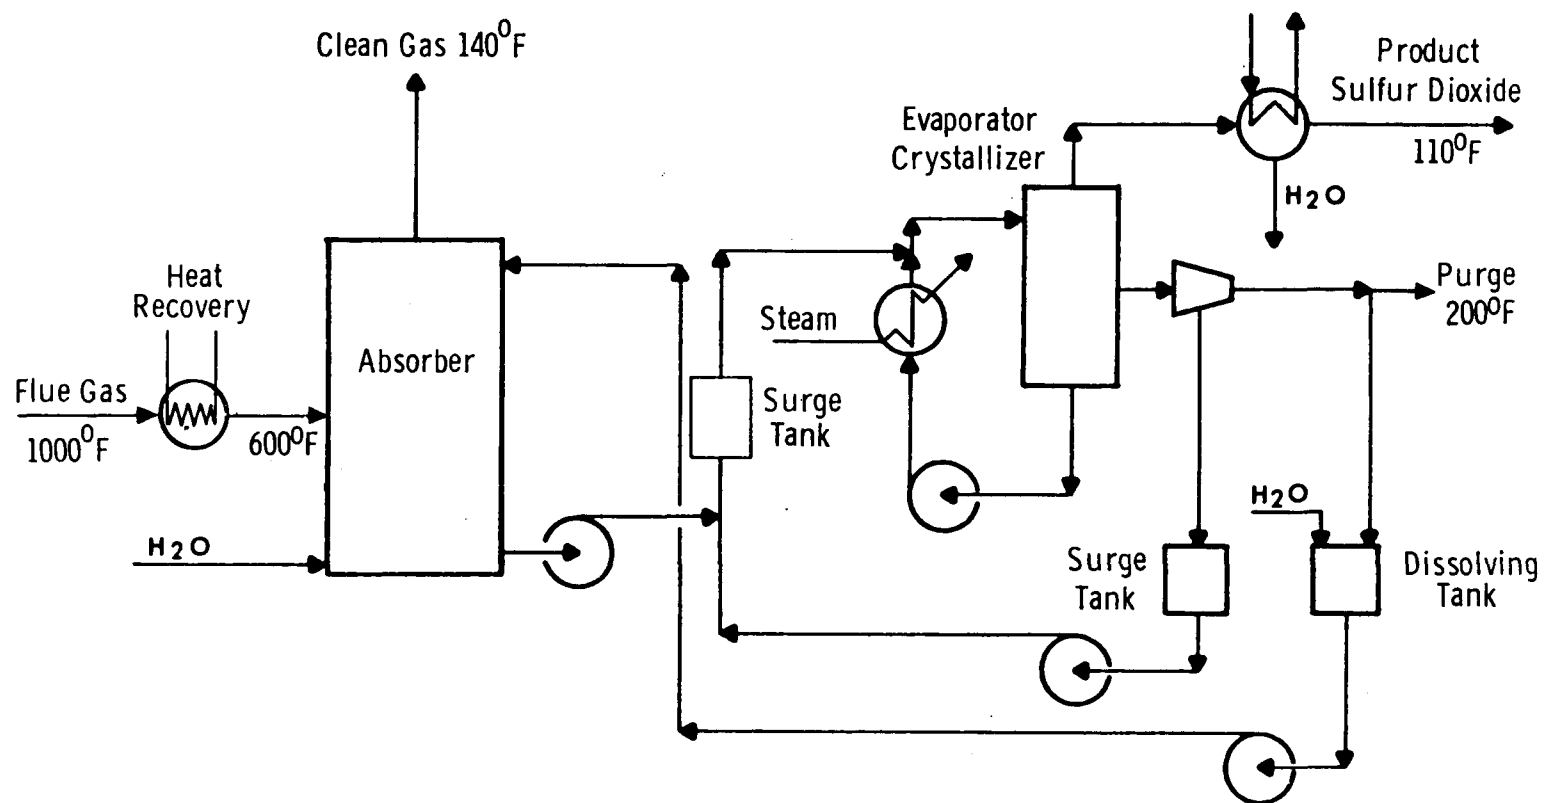 Clean Gas 140°F
Product
Sulfur Dioxide
110°F
H2O
Evaporator
Crystallizer
Heat
Recovery
Flue Gas
1000°F
600°F
Absorber
H2O
Steam
Surge
Tank
Purge
200°F
H2O
Surge
Tank
Dissolving
Tank